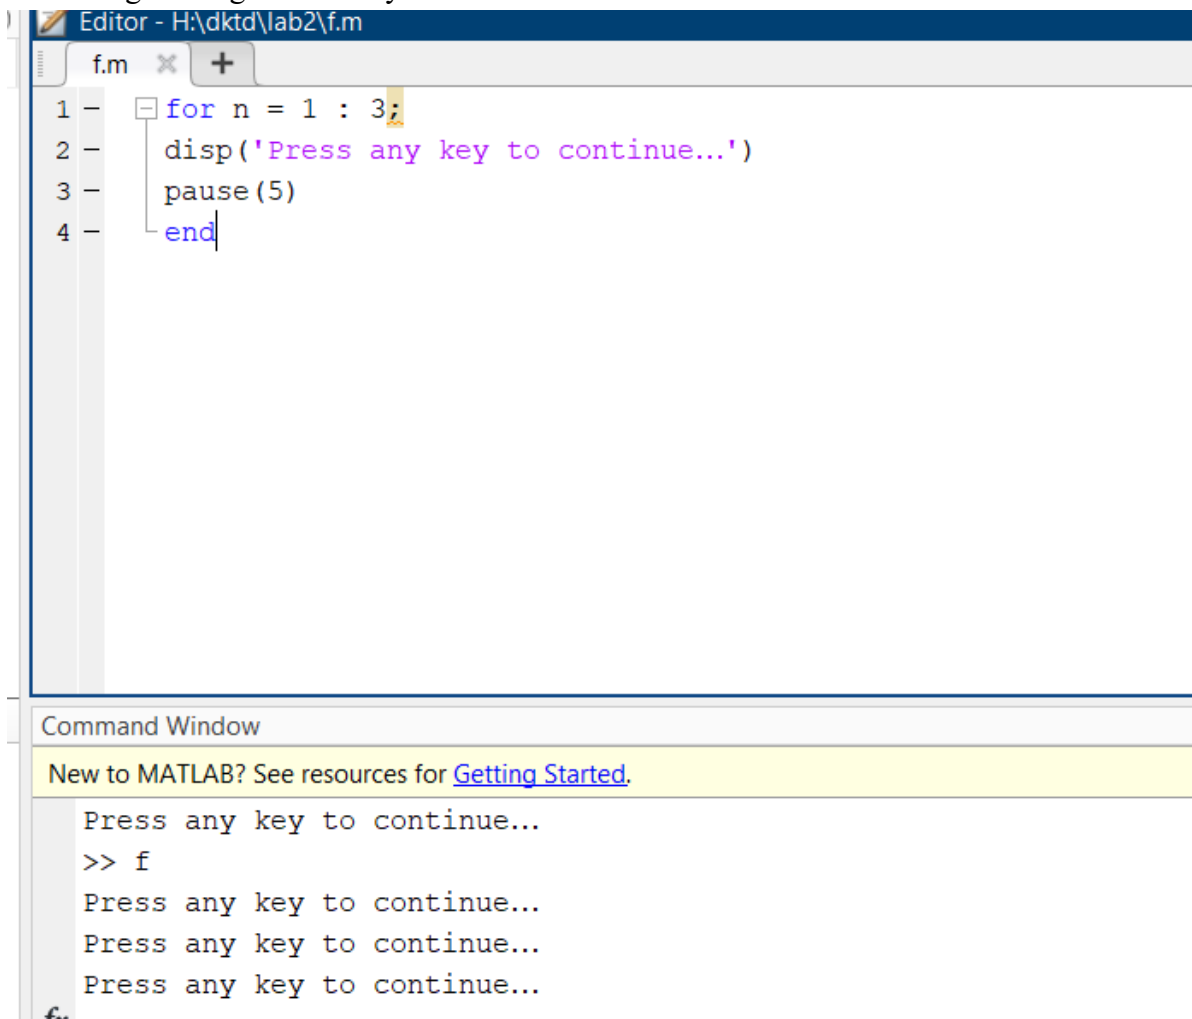 Editor - H:\dktd\lab2\f.m
f.m
1 - for n = 1 : 3;
2 - disp('Press any key to continue…')
3 - pause(5)
4 - end
Command Window
New to MATLAB? See resources for Getting Started.
Press any key to continue…
>> f
Press any key to continue…
Press any key to continue…
Press any key to continue…